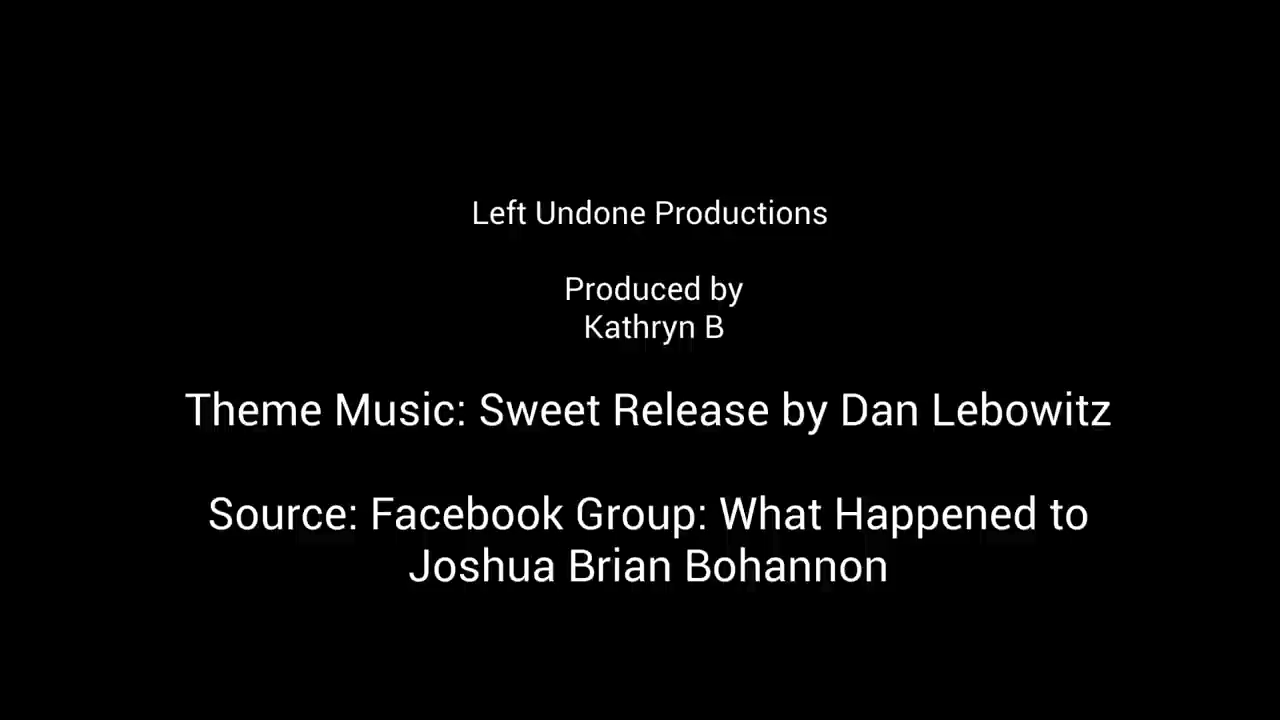 Left Undone Productions
Produced by
Kathryn B
Theme Music: Sweet Release by Dan Lebowitz
Source: Facebook Group: What Happened to
Joshua Brian Bohannon